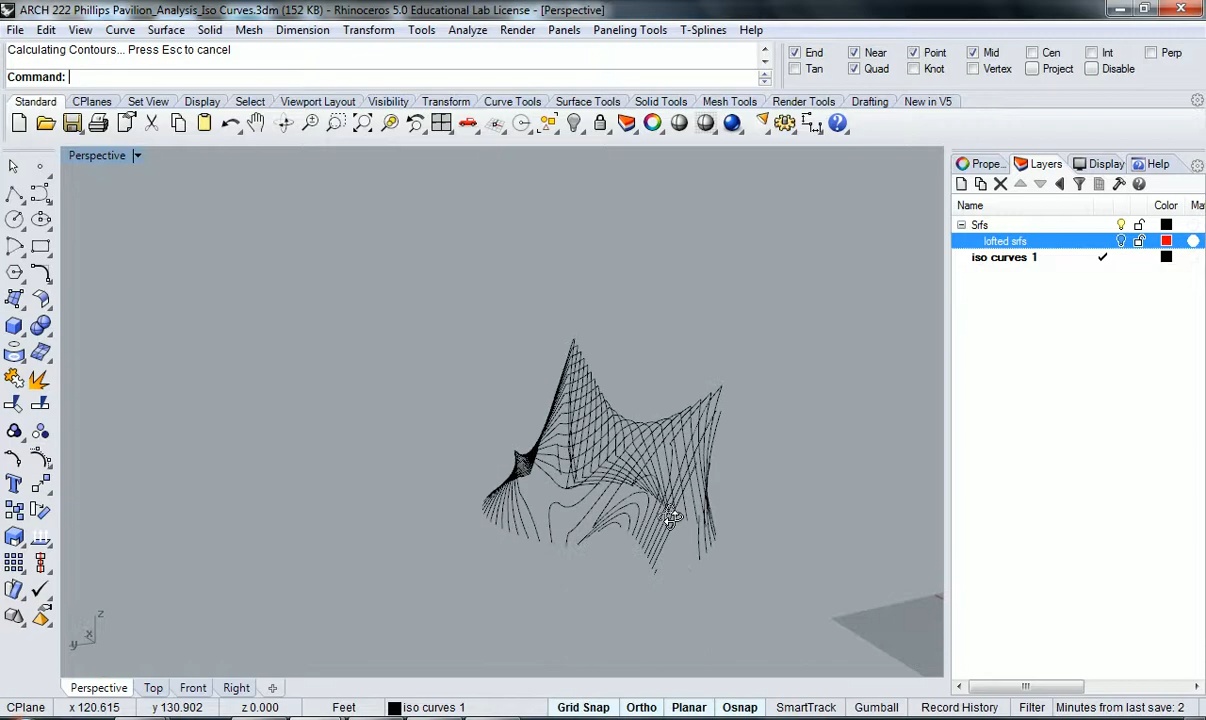 ARCH 222 Phillips Pavilion_Analysis_Iso Curves.3dm (152 KB) - Rhinoceros 5.0 Educational Lab License - [Perspective]
File Edit View Curve Surface Solid Mesh Dimension Transform Tools Analyze Render Panels Paneling Tools T-Splines Help
Calculating Contours... Press Esc to cancel
Command:
End Near Point Mid Cen Int Perp
Tan Quad Knot Vertex Project Disable
Standard CPlanes Set View Display Select Viewport Layout Visibility Transform Curve Tools Surface Tools Solid Tools Mesh Tools Render Tools Drafting New in V5
Perspective
Prope... Layers Display Help
Name Color Ma
Srfs
lofted srfs
iso curves 1
z
x
y
Perspective Top Front Right
CPlane x 120.615 y 130.902 z 0.000 Feet iso curves 1 Grid Snap Ortho Planar Osnap SmartTrack Gumball Record History Filter Minutes from last save: 2